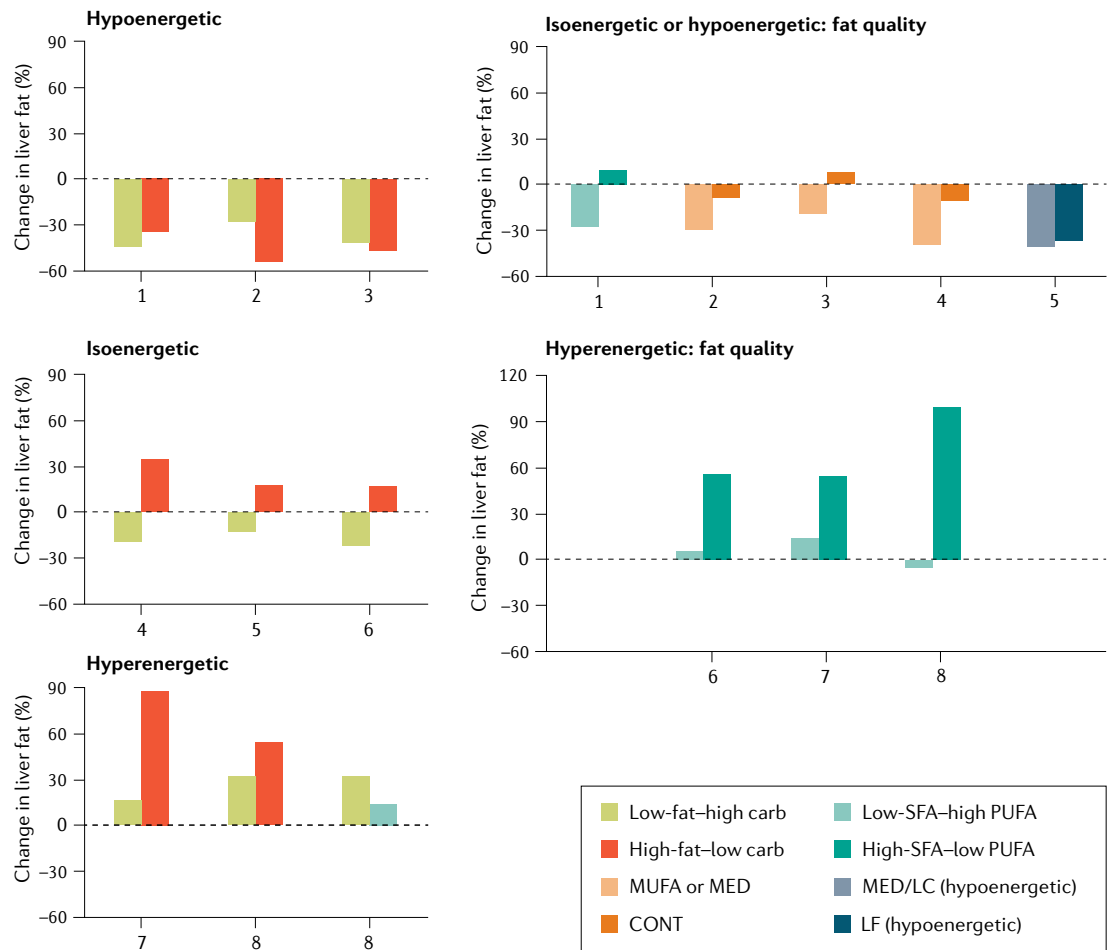 Hypoenergetic
Change in liver fat (%)
90
60
30
0
–30
–60
1 2 3
Isoenergetic
Change in liver fat (%)
90
60
30
0
–30
–60
4 5 6
Hyperenergetic
Change in liver fat (%)
90
60
30
0
–30
–60
7 8 8
Isoenergetic or hypoenergetic: fat quality
Change in liver fat (%)
90
60
30
0
–30
–60
1 2 3 4 5
Hyperenergetic: fat quality
Change in liver fat (%)
120
90
60
30
0
–30
–60
6 7 8
Low-fat–high carb
High-fat–low carb
MUFA or MED
CONT
Low-SFA–high PUFA
High-SFA–low PUFA
MED/LC (hypoenergetic)
LF (hypoenergetic)